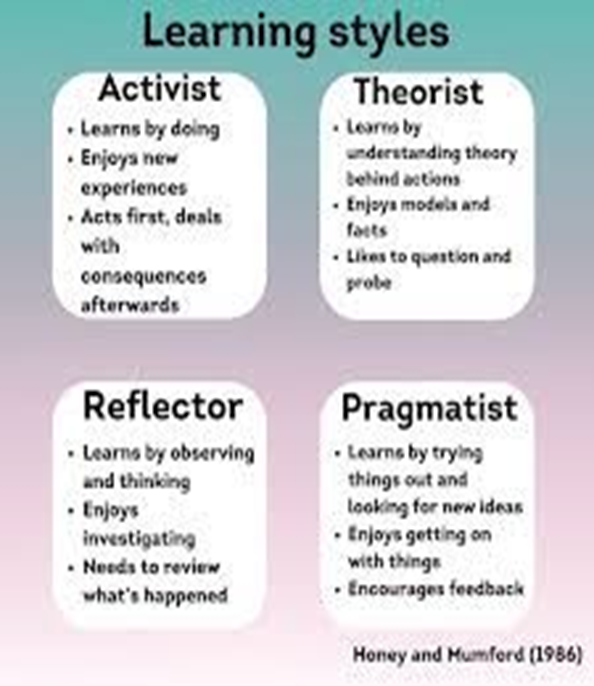 Learning styles
Activist
• Learns by doing
• Enjoys new
experiences
• Acts first, deals
with
consequences
afterwards
Theorist
• Learns by
understanding theory
behind actions
• Enjoys models and
facts
• Likes to question and
probe
Reflector
• Learns by observing
and thinking
• Enjoys
investigating
• Needs to review
what's happened
Pragmatist
• Learns by trying
things out and
looking for new ideas
• Enjoys getting on
with things
• Encourages feedback
Honey and Mumford (1986)